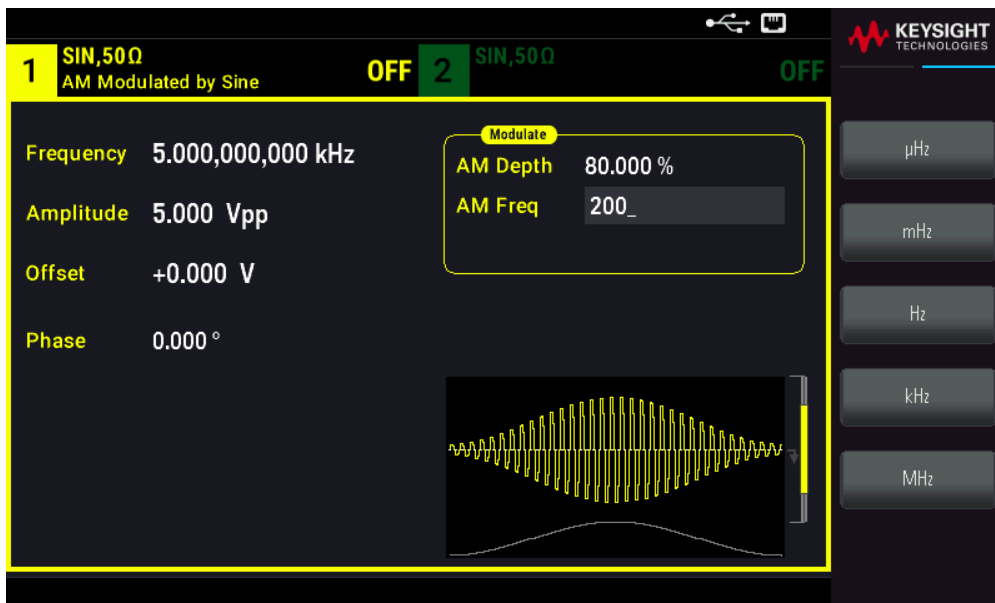 KEYSIGHT
TECHNOLOGIES
1
SIN,50Ω
AM Modulated by Sine
OFF
2
SIN,50Ω
OFF
Frequency 5.000,000,000 kHz
Amplitude 5.000 Vpp
Offset +0.000 V
Phase 0.000 °
Modulate
AM Depth 80.000 %
AM Freq 200_
µHz
mHz
Hz
kHz
MHz